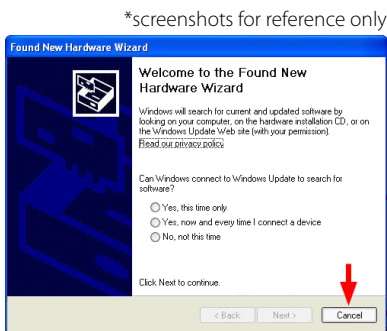 *screenshots for reference only
Found New Hardware Wizard
Welcome to the Found New
Hardware Wizard
Windows will search for current and updated software by
looking on your computer, on the hardware installation CD, or on
the Windows Update Web site (with your permission).
Read our privacy policy
Can Windows connect to Windows Update to search for
software?
Yes, this time only
Yes, now and every time I connect a device
No, not this time
Click Next to continue.
< Back
Next >
Cancel